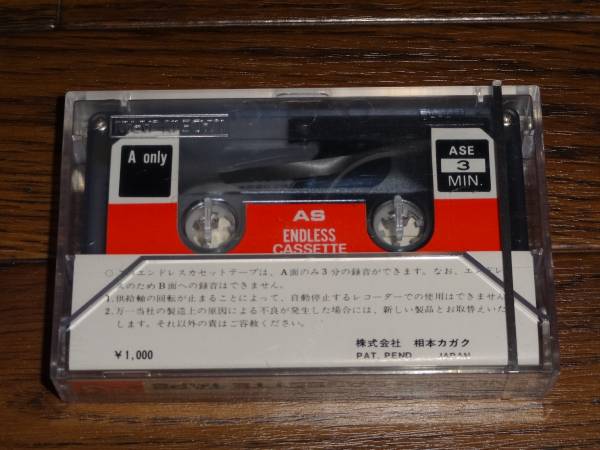 A only
ASE
3
MIN.
AS
ENDLESS
CASSETTE
エンドレスカセットテープは、A面のみ3分の録音ができます。なお、エンドレ
スのためB面への録音はできません。
1.供給軸の回転が止まることによって、自動停止するレコーダーでの使用はできません
2.万一当社の製造上の原因による不良が発生した場合には、新しい製品とお取替えいた
します。それ以外の責はご容赦ください。
¥1,000
株式会社 相本カガク
PAT. PEND. JAPAN